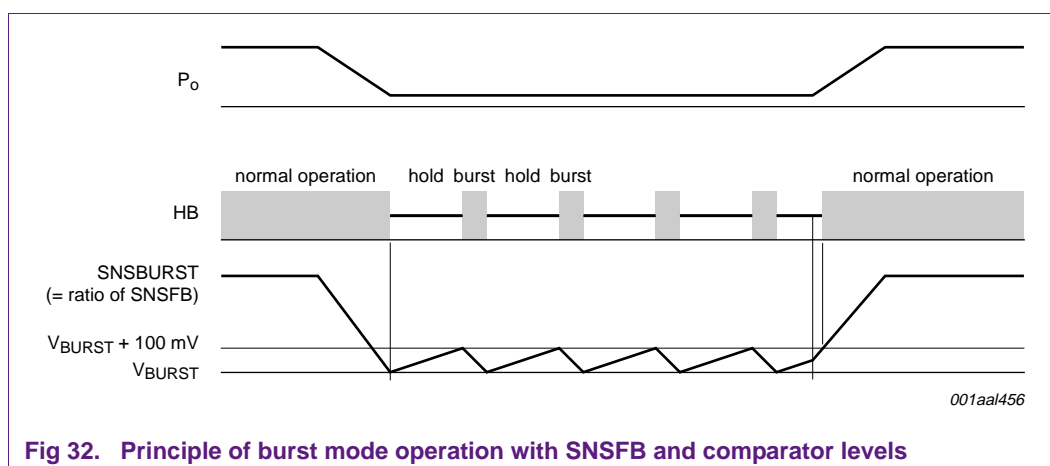 Po
normal operation hold burst hold burst normal operation
HB
SNSBURST
(= ratio of SNSFB)
VBURST + 100 mV
VBURST
001aal456
Fig 32. Principle of burst mode operation with SNSFB and comparator levels